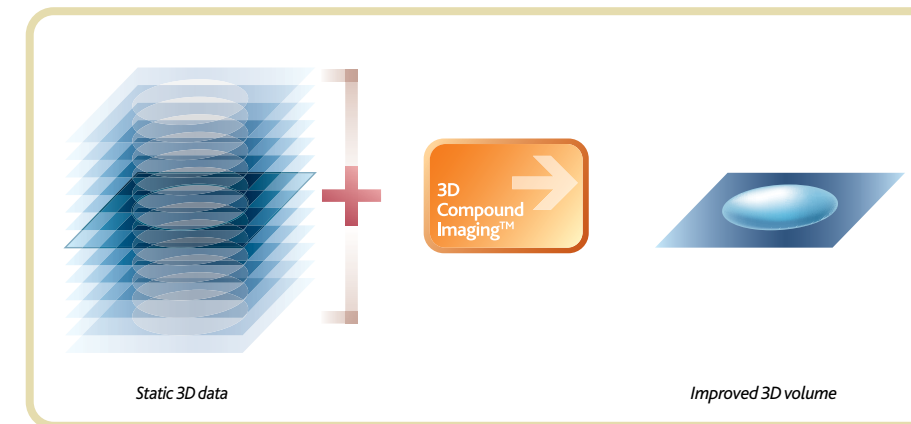 3D
Compound
Imaging™
Static 3D data
Improved 3D volume